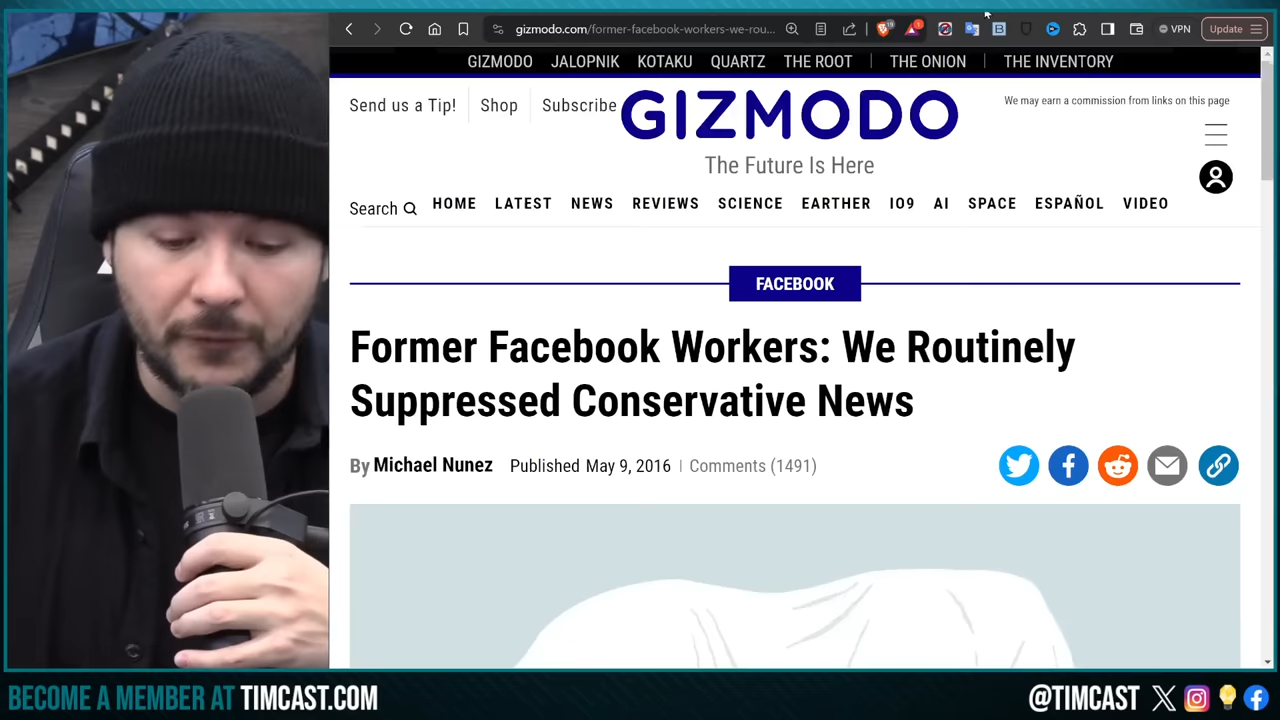 gizmodo.com/former-facebook-workers-we-rou...
VPN
Update
GIZMODO JALOPNIK KOTAKU QUARTZ THE ROOT THE ONION THE INVENTORY
Send us a Tip! Shop Subscribe
GIZMODO
We may earn a commission from links on this page
The Future Is Here
Search HOME LATEST NEWS REVIEWS SCIENCE EARTHER IO9 AI SPACE ESPAÑOL VIDEO
FACEBOOK
Former Facebook Workers: We Routinely
Suppressed Conservative News
By Michael Nunez Published May 9, 2016 Comments (1491)
BECOME A MEMBER AT TIMCAST.COM
@TIMCAST